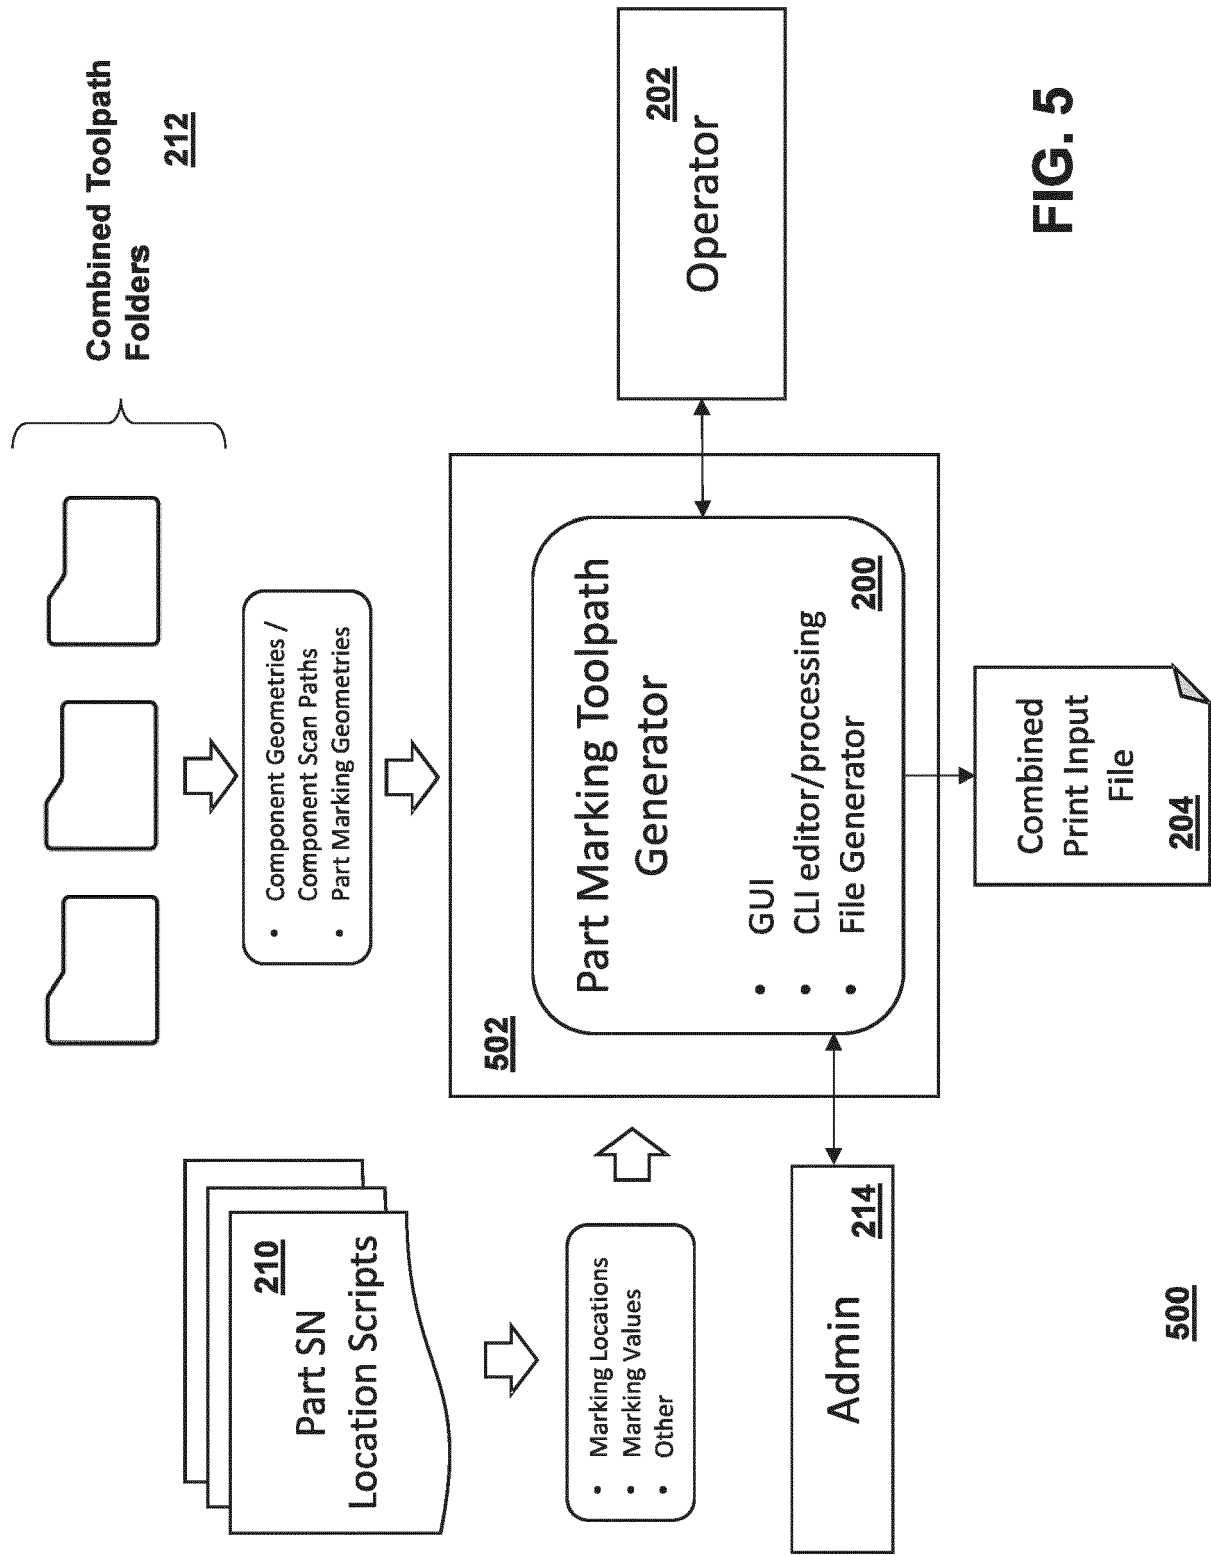 Combined Toolpath
Folders
212
Part SN
Location Scripts
210
• Component Geometries /
Component Scan Paths
• Part Marking Geometries
• Marking Locations
• Marking Values
• Other
502
Part Marking Toolpath
Generator
• GUI
• CLI editor/processing
• File Generator
200
Operator
202
Admin
214
Combined
Print Input
File
204
500
FIG. 5